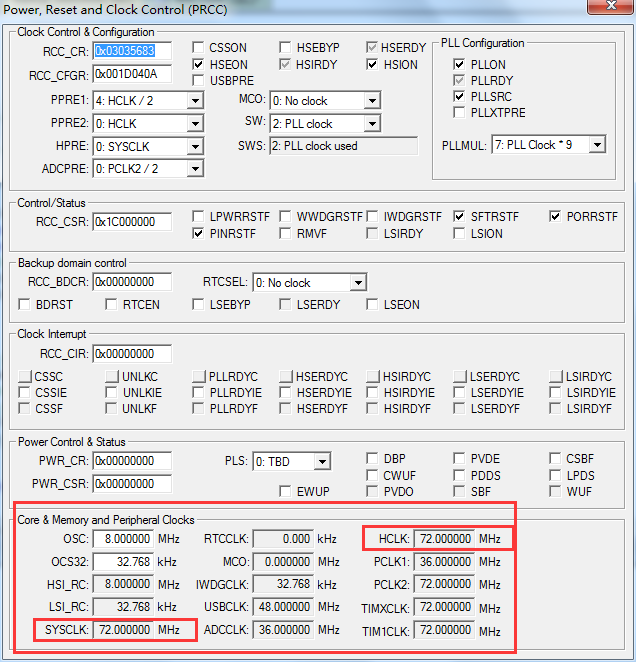 Power, Reset and Clock Control (PRCC)
Clock Control & Configuration
RCC_CR: 0x03035683 CSSON HSEBYP HSERDY
HSEON HSIRDY HSION
RCC_CFGR: 0x001D040A USBPRE
PPRE1: 4: HCLK / 2 MCO: 0: No clock
PPRE2: 0: HCLK SW: 2: PLL clock
HPRE: 0: SYSCLK SWS: 2: PLL clock used
ADCPRE: 0: PCLK2 / 2
PLL Configuration
PLLON
PLLRDY
PLLSRC
PLLXTPRE
PLLMUL: 7: PLL Clock * 9
Control/Status
RCC_CSR: 0x1C000000 LPWRRSTF WWDGRSTF IWDGRSTF SFTRSTF PORRSTF
PINRSTF RMVF LSIRDY LSION
Backup domain control
RCC_BDCR: 0x00000000 RTCSEL: 0: No clock
BDRST RTCEN LSEBYP LSERDY LSEON
Clock Interrupt
RCC_CIR: 0x00000000
CSSC UNLKC PLLRDYC HSERDYC HSIRDYC LSERDYC LSIRDYC
CSSIE UNLKIE PLLRDYIE HSERDYIE HSIRDYIE LSERDYIE LSIRDYIE
CSSF UNLKF PLLRDYF HSERDYF HSIRDYF LSERDYF LSIRDYF
Power Control & Status
PWR_CR: 0x00000000 PLS: 0: TBD DBP PVDE CSBF
CWUF PDDS LPDS
PWR_CSR: 0x00000000 EWUP PVDO SBF WUF
Core & Memory and Peripheral Clocks
OSC: 8.000000 MHz RTCCLK: 0.000 kHz HCLK: 72.000000 MHz
OCS32: 32.768 kHz MCO: 0.000000 MHz PCLK1: 36.000000 MHz
HSI_RC: 8.000000 MHz IWDGCLK: 32.768 kHz PCLK2: 72.000000 MHz
LSI_RC: 32.768 kHz USBCLK: 48.000000 MHz TIMXCLK: 72.000000 MHz
SYSCLK: 72.000000 MHz ADCCLK: 36.000000 MHz TIM1CLK: 72.000000 MHz